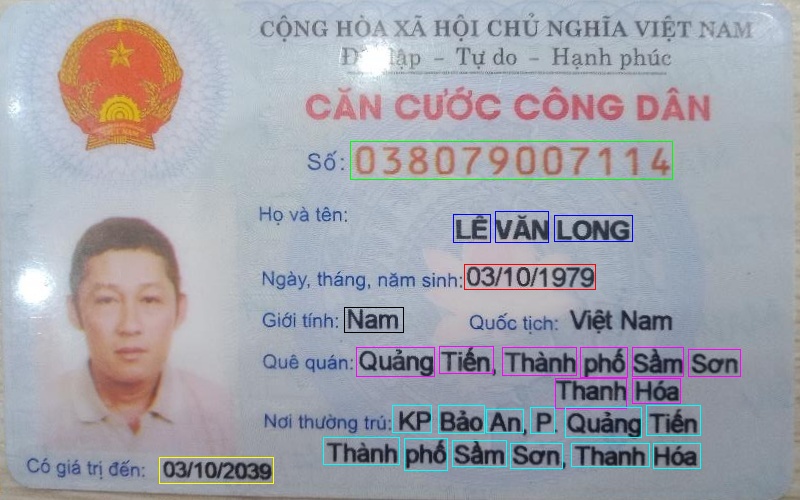 CỘNG HÒA XÃ HỘI CHỦ NGHĨA VIỆT NAM
lập - Tự do - Hạnh phúc
CĂN CƯỚC CÔNG DÂN
Số: 038079007114
Họ và tên:
LÊ VĂN LONG
Ngày, tháng, năm sinh: 03/10/1979
Giới tính: Nam Quốc tịch: Việt Nam
Quê quán: Quảng Tiến, Thành phố Sầm Sơn
Thanh Hóa
Nơi thường trú: KP Bảo An, P. Quảng Tiến
Thành phố Sầm Sơn, Thanh Hóa
Có giá trị đến: 03/10/2039